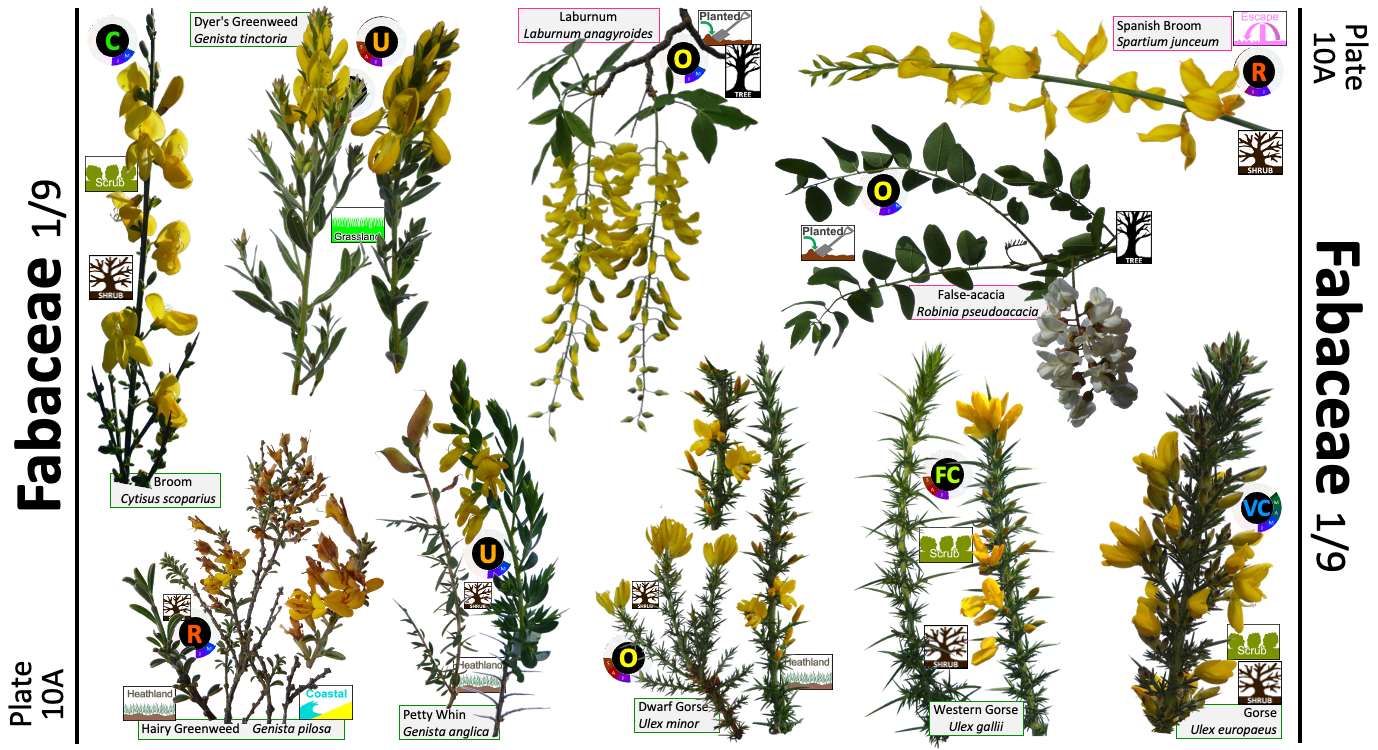 Plate
10A
Fabaceae 1/9
C
Scrub
SHRUB
Broom
Cytisus scoparius
Dyer's Greenweed
Genista tinctoria
U
Grassland
Laburnum
Laburnum anagyroides
Planted
O
TREE
Spanish Broom
Spartium junceum
Escape
R
SHRUB
O
Planted
TREE
False-acacia
Robinia pseudoacacia
SHRUB
R
Heathland
Coastal
Hairy Greenweed Genista pilosa
U
SHRUB
Heathland
Petty Whin
Genista anglica
SHRUB
O
Heathland
Dwarf Gorse
Ulex minor
FC
Scrub
SHRUB
Western Gorse
Ulex gallii
VC
Scrub
SHRUB
Gorse
Ulex europaeus
Plate
10A
Fabaceae 1/9